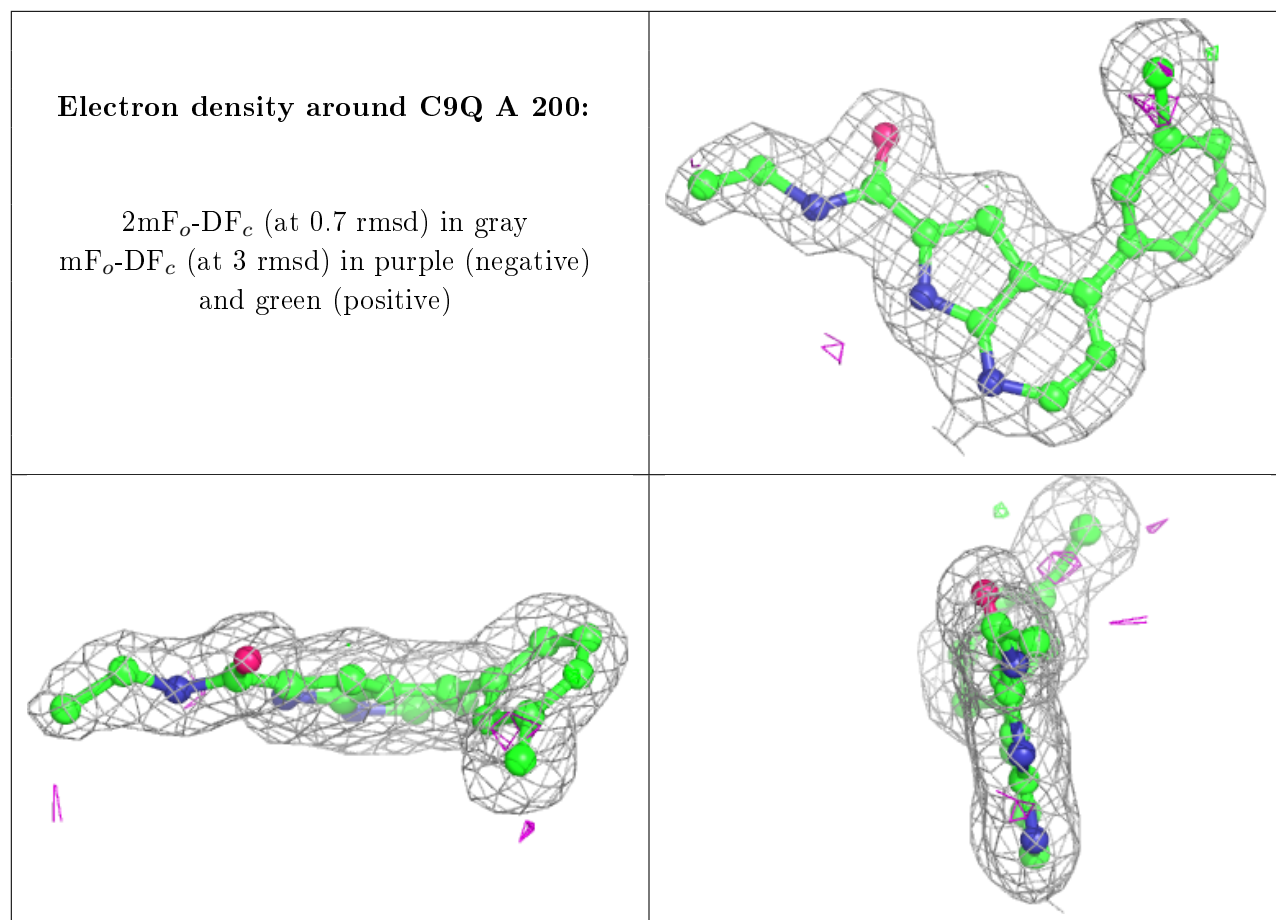 Electron density around C9Q A 200:
2mFo-DFc (at 0.7 rmsd) in gray
mFo-DFc (at 3 rmsd) in purple (negative)
and green (positive)